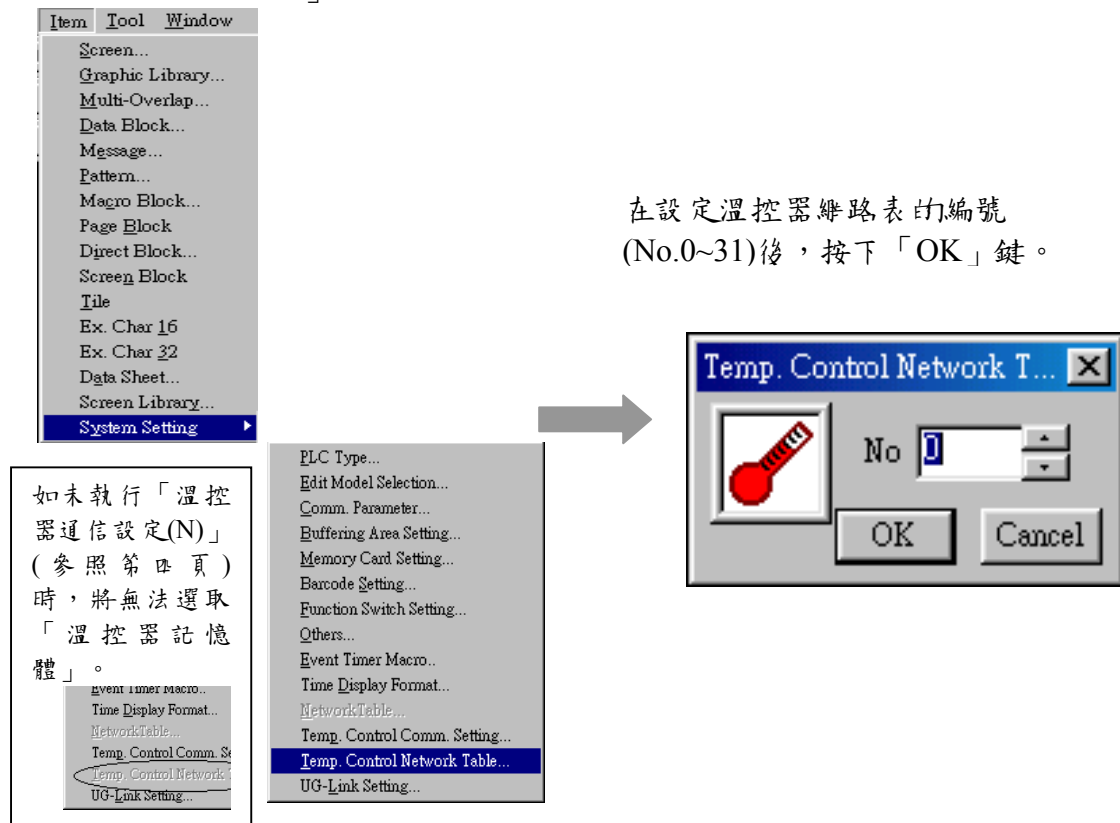 」
Item Tool Window
Screen...
Graphic Library...
Multi-Overlap...
Data Block...
Message...
Pattern...
Macro Block...
Page Block
Direct Block...
Screen Block
Tile
Ex. Char 16
Ex. Char 32
Data Sheet...
Screen Library...
System Setting
PLC Type...
Edit Model Selection...
Comm. Parameter...
Buffering Area Setting...
Memory Card Setting...
Barcode Setting...
Function Switch Setting...
Others...
Event Timer Macro..
Time Display Format...
NetworkTable...
Temp. Control Comm. Setting...
Temp. Control Network Table...
UG-Link Setting...
如未執行「溫控
器通信設定(N)」
(參照第四頁)
時，將無法選取
「溫控器記憶
體」。
Event Timer Macro..
Time Display Format...
NetworkTable...
Temp. Control Comm. Se
Temp. Control Network
UG-Link Setting...
在設定溫控器網路表的編號
(No.0~31)後，按下「OK」鍵。
Temp. Control Network T...
No 0
OK Cancel